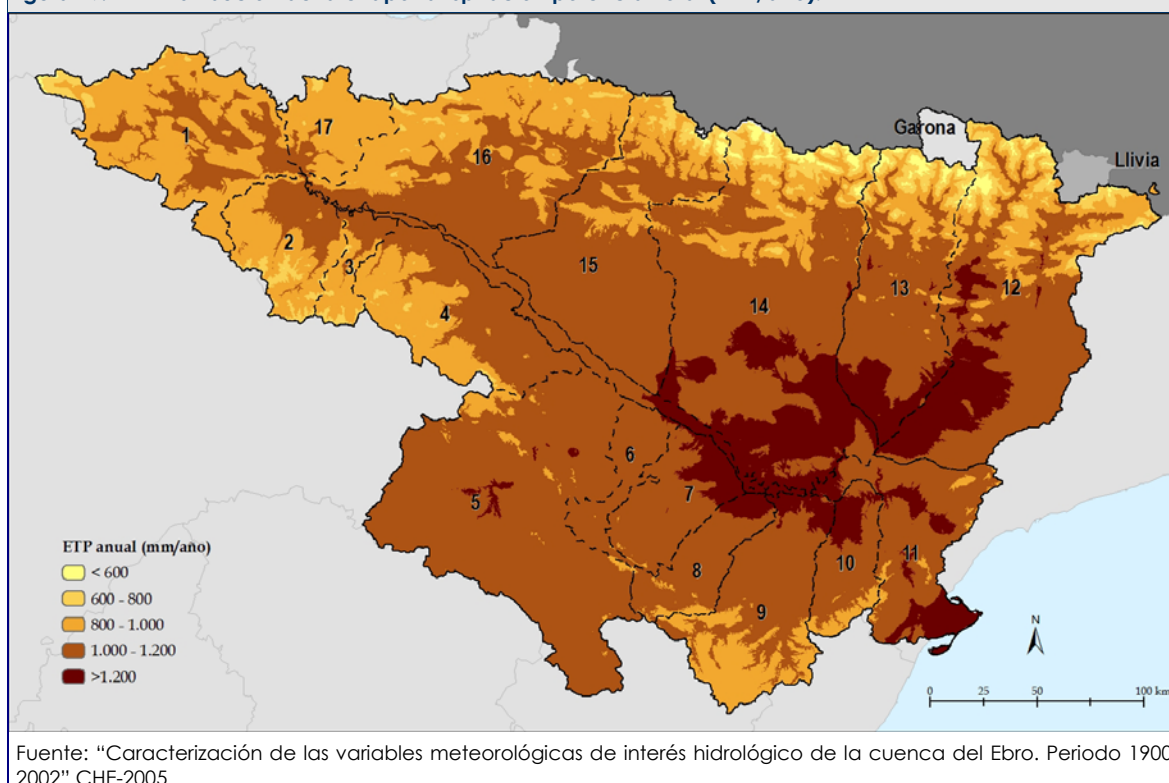 1
17
16
Garona
Llivia
2
3
15
4
14
13
12
6
5
7
8
9
10
11
ETP anual (mm/año)
< 600
600 - 800
800 - 1.000
1.000 - 1.200
>1.200
N
0 25 50 100 km
Fuente: “Caracterización de las variables meteorológicas de interés hidrológico de la cuenca del Ebro. Periodo 1900
2002” CHE-2005